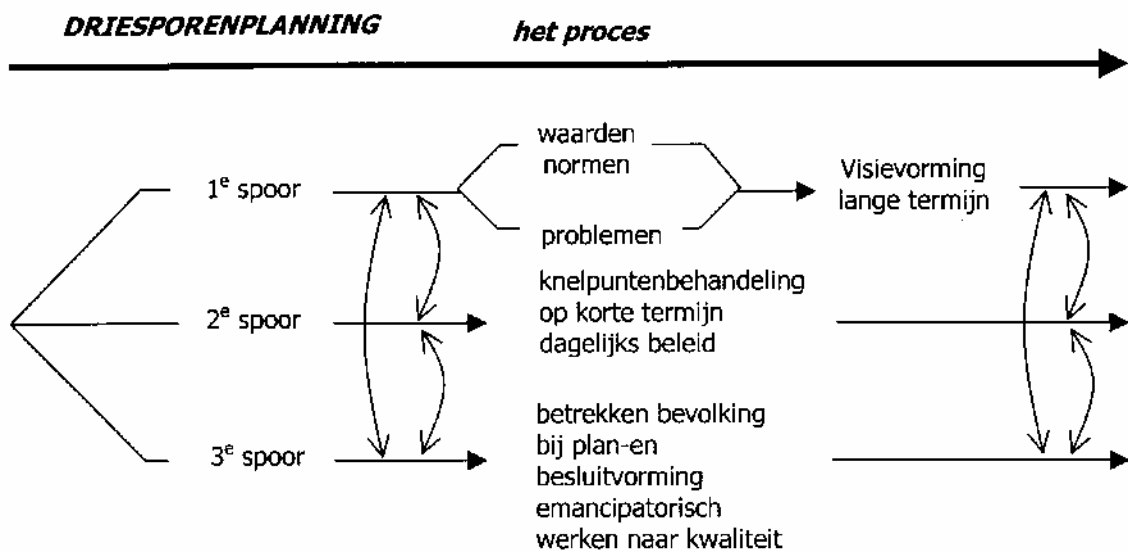 DRIESPORENPLANNING het proces
waarden
normen
1e spoor
Visievorming
lange termijn
problemen
2e spoor
knelpuntenbehandeling
op korte termijn
dagelijks beleid
3e spoor
betrekken bevolking
bij plan-en
besluitvorming
emancipatorisch
werken naar kwaliteit